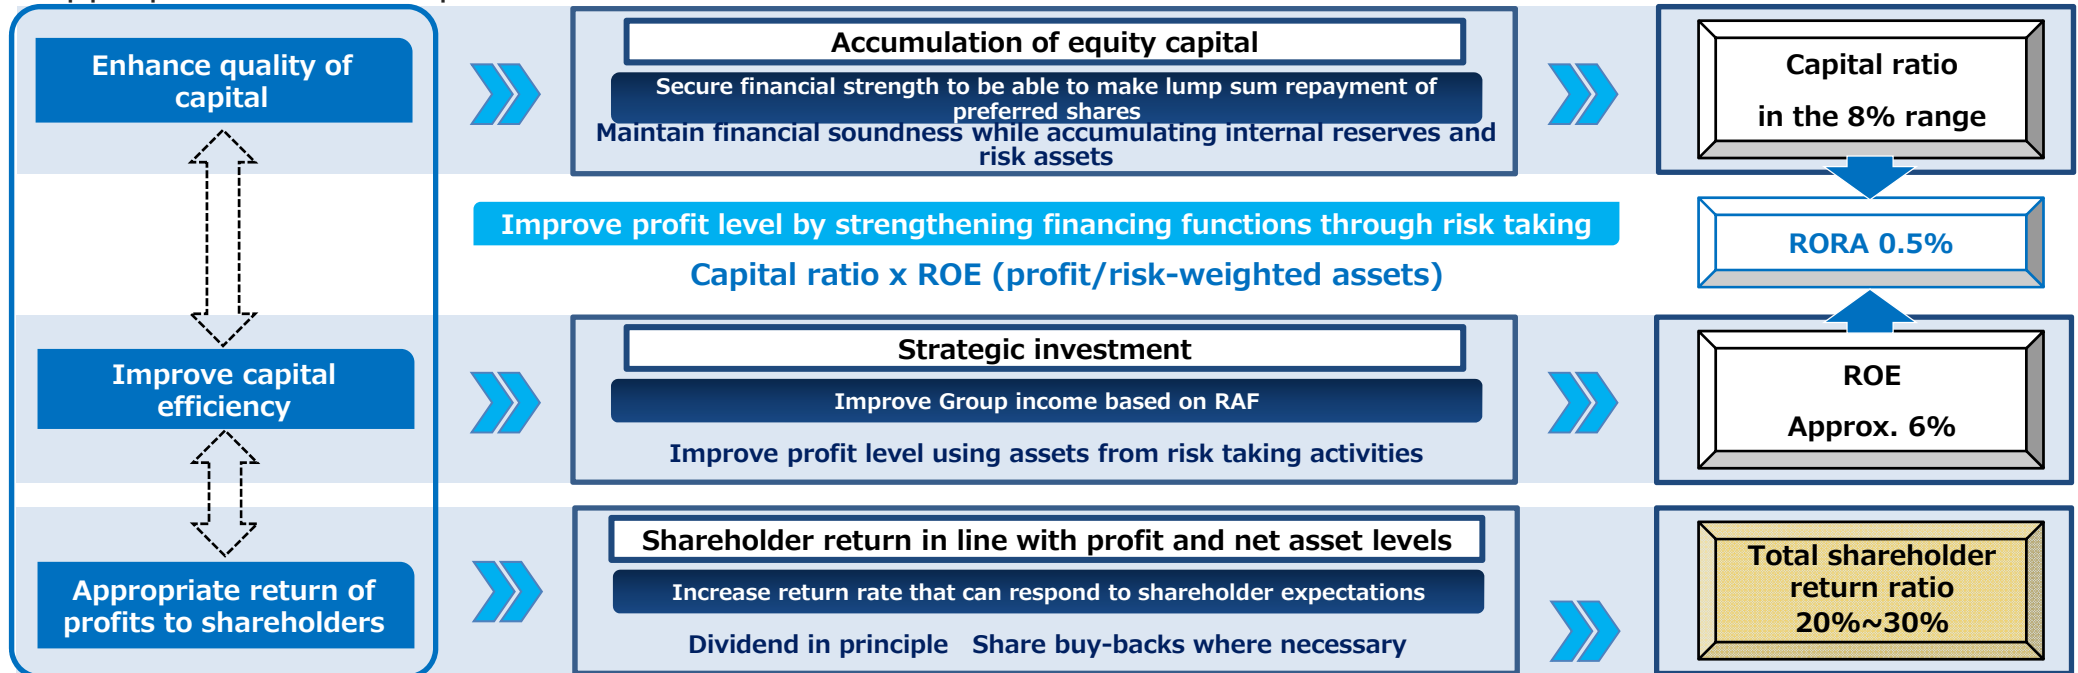 Enhance quality of
capital
Accumulation of equity capital
Secure financial strength to be able to make lump sum repayment of
preferred shares
Maintain financial soundness while accumulating internal reserves and
risk assets
Capital ratio
in the 8% range
Improve profit level by strengthening financing functions through risk taking
Capital ratio x ROE (profit/risk-weighted assets)
RORA 0.5%
Improve capital
efficiency
Strategic investment
Improve Group income based on RAF
Improve profit level using assets from risk taking activities
ROE
Approx. 6%
Appropriate return of
profits to shareholders
Shareholder return in line with profit and net asset levels
Increase return rate that can respond to shareholder expectations
Dividend in principle Share buy-backs where necessary
Total shareholder
return ratio
20%~30%